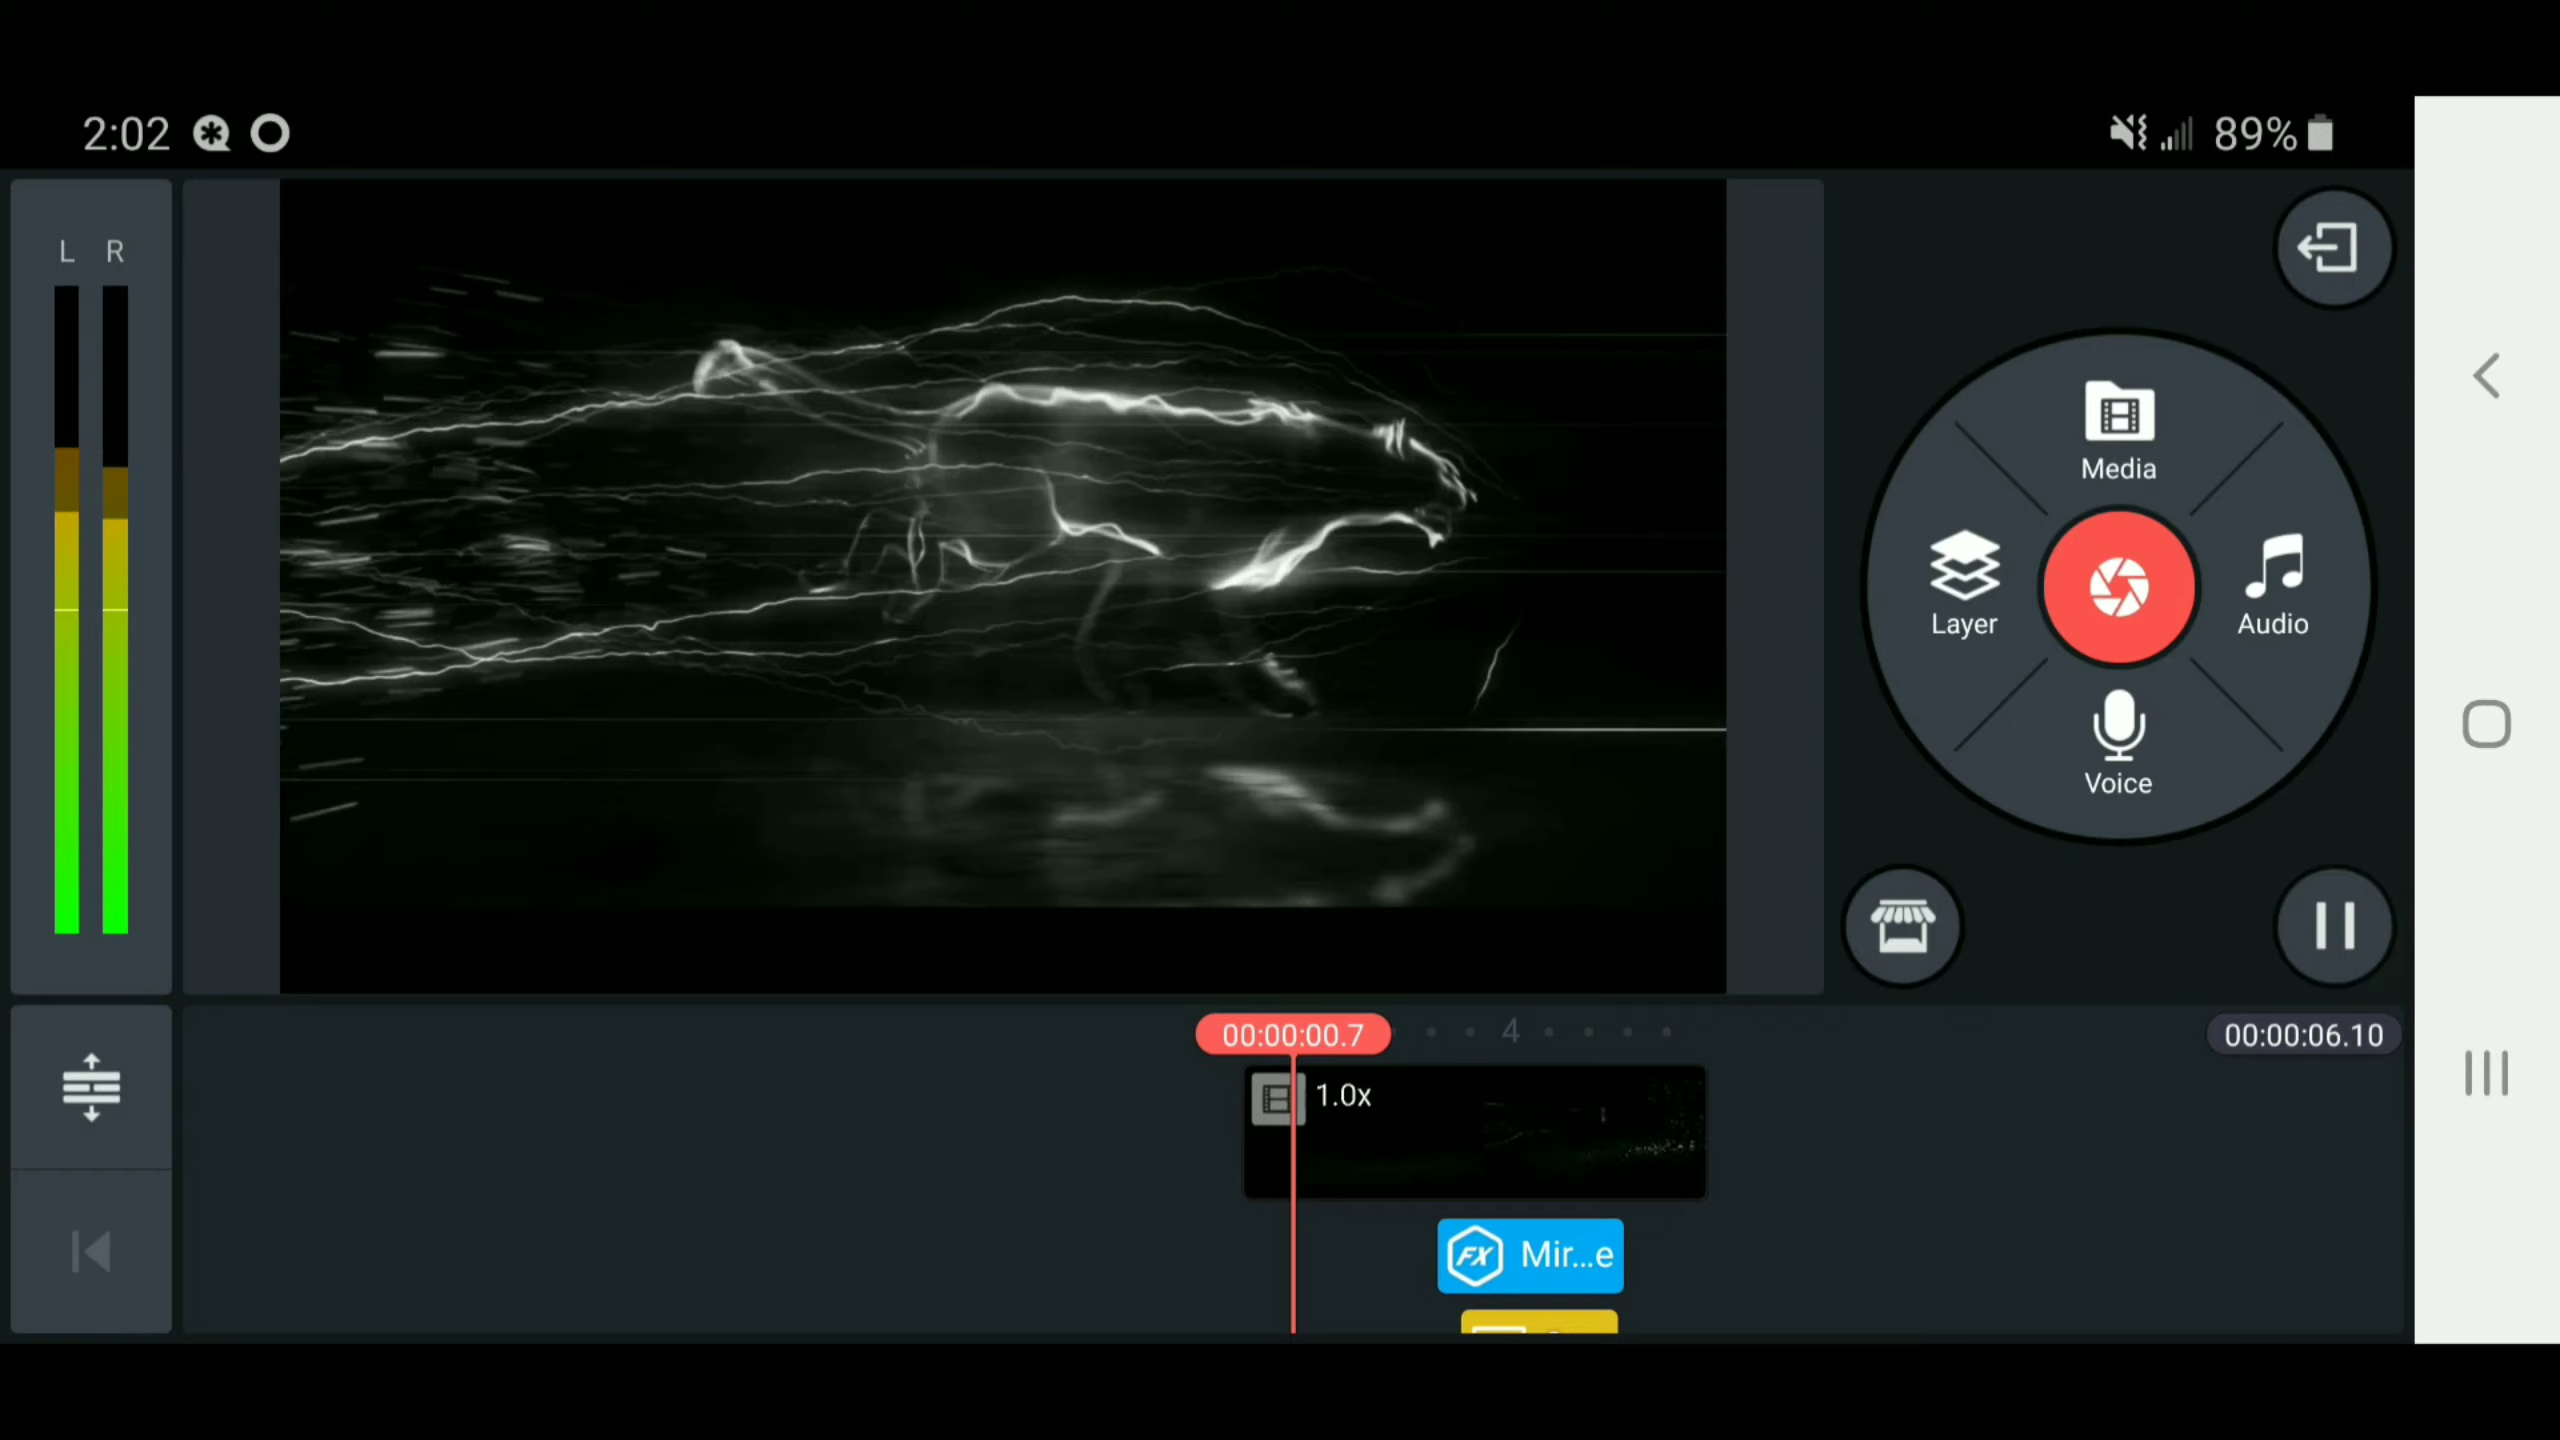 2:02
89%
L R
Media
Layer
Audio
Voice
00:00:00.7
4
00:00:06.10
1.0x
FX Mir...e